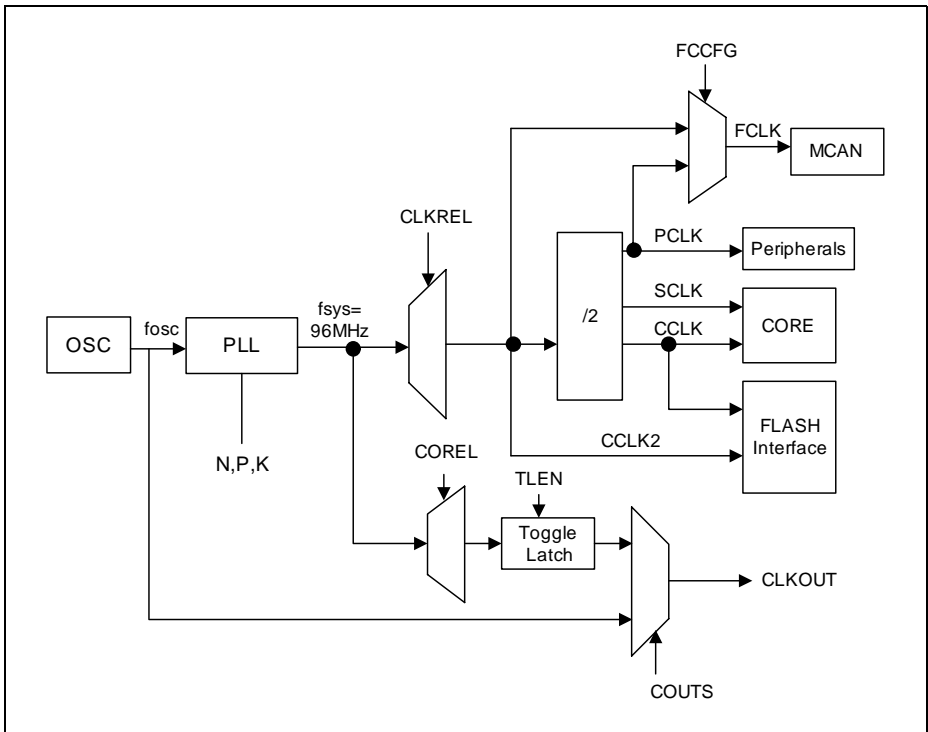 FCCFG
FCLK
MCAN
CLKREL
PCLK
Peripherals
SCLK
/2
CCLK
CORE
OSC
fosc
PLL
fsys=
96MHz
FLASH
Interface
CCLK2
N,P,K
COREL
TLEN
Toggle
Latch
CLKOUT
COUTS